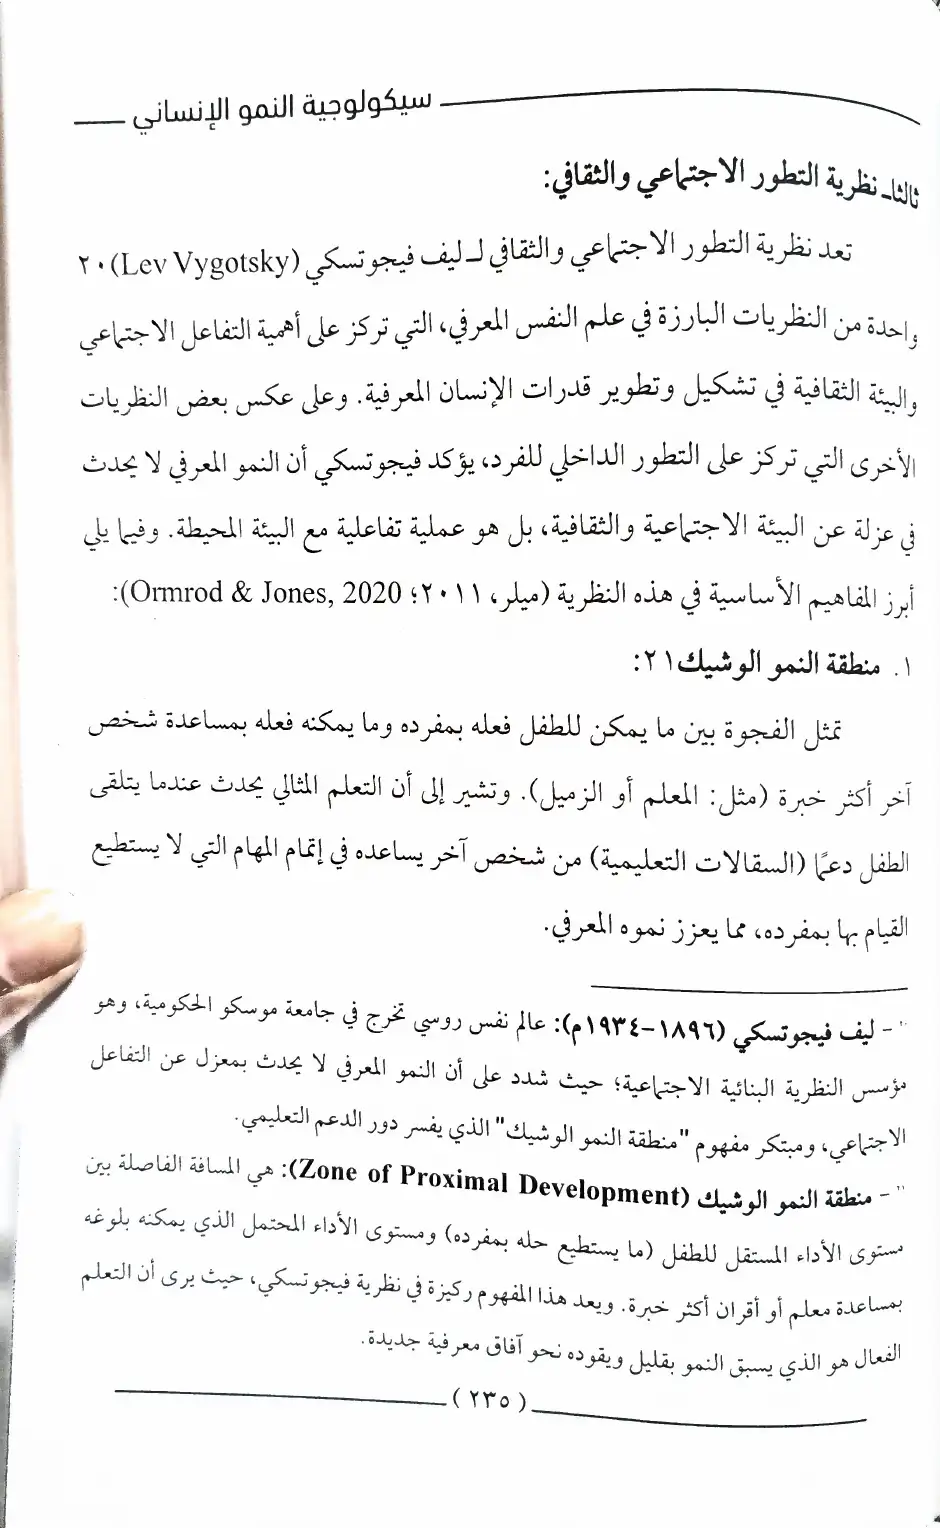 سيكولوجية النمو الإنساني
ثالثا- نظرية التطور الاجتماعي والثقافي:
تعد نظرية التطور الاجتماعي والثقافي لـ ليف فيجوتسكي (Lev Vygotsky)٢٠
واحدة من النظريات البارزة في علم النفس المعرفي، التي تركز على أهمية التفاعل الاجتماعي
والبيئة الثقافية في تشكيل وتطوير قدرات الإنسان المعرفية. وعلى عكس بعض النظريات
الأخرى التي تركز على التطور الداخلي للفرد، يؤكد فيجوتسكي أن النمو المعرفي لا يحدث
في عزلة عن البيئة الاجتماعية والثقافية، بل هو عملية تفاعلية مع البيئة المحيطة. وفيما يلي
أبرز المفاهيم الأساسية في هذه النظرية (ميلر، ٢٠١١؛ Ormrod & Jones, 2020):
١. منطقة النمو الوشيك٢١:
تمثل الفجوة بين ما يمكن للطفل فعله بمفرده وما يمكنه فعله بمساعدة شخص
آخر أكثر خبرة (مثل: المعلم أو الزميل). وتشير إلى أن التعلم المثالي يحدث عندما يتلقى
الطفل دعمًا (السقالات التعليمية) من شخص آخر يساعده في إتمام المهام التي لا يستطيع
القيام بها بمفرده، مما يعزز نموه المعرفي.
- ليف فيجوتسكي (١٨٩٦-١٩٣٤م): عالم نفس روسي تخرج في جامعة موسكو الحكومية، وهو
مؤسس النظرية البنائية الاجتماعية؛ حيث شدد على أن النمو المعرفي لا يحدث بمعزل عن التفاعل
الاجتماعي، ومبتكر مفهوم "منطقة النمو الوشيك" الذي يفسر دور الدعم التعليمي.
- منطقة النمو الوشيك (Zone of Proximal Development): هي المسافة الفاصلة بين
مستوى الأداء المستقل للطفل (ما يستطيع حله بمفرده) ومستوى الأداء المحتمل الذي يمكنه بلوغه
بمساعدة معلم أو أقران أكثر خبرة. ويعد هذا المفهوم ركيزة في نظرية فيجوتسكي، حيث يرى أن التعلم
الفعال هو الذي يسبق النمو بقليل ويقوده نحو آفاق معرفية جديدة.
(٢٣٥)